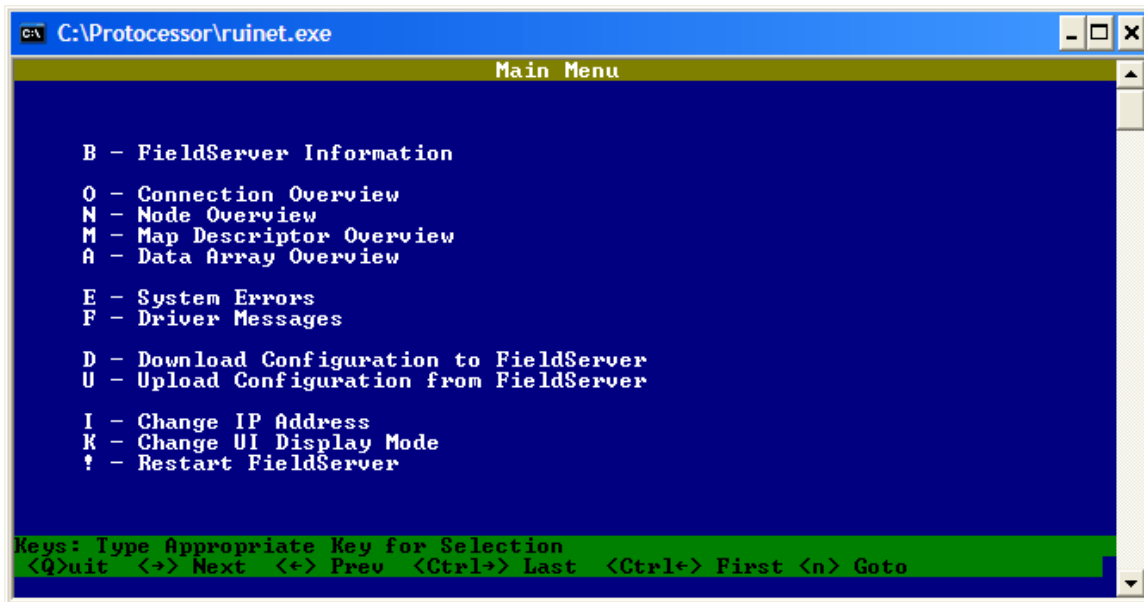 C:\Protocessor\ruinet.exe
Main Menu
B - FieldServer Information
O - Connection Overview
N - Node Overview
M - Map Descriptor Overview
A - Data Array Overview
E - System Errors
F - Driver Messages
D - Download Configuration to FieldServer
U - Upload Configuration from FieldServer
I - Change IP Address
K - Change UI Display Mode
! - Restart FieldServer
Keys: Type Appropriate Key for Selection
<Q>uit <→> Next <←> Prev <Ctrl→> Last <Ctrl←> First <n> Goto